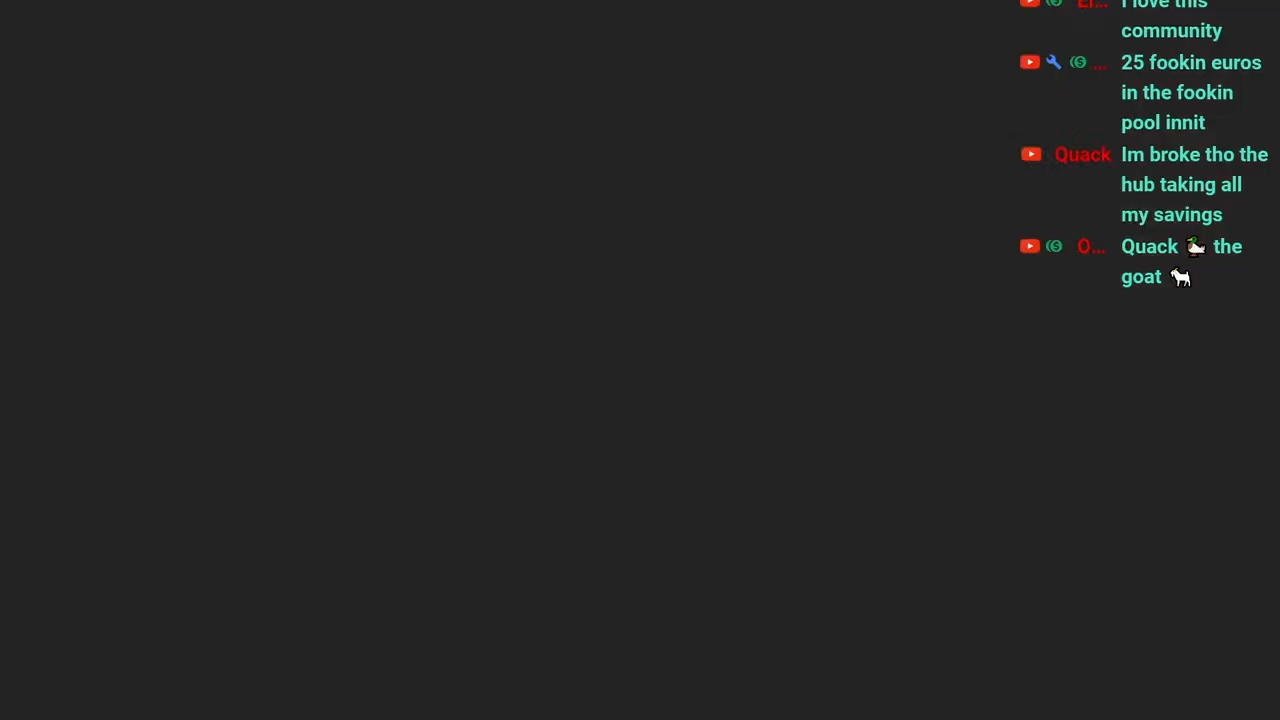 El... I love this
community
... 25 fookin euros
in the fookin
pool innit
Quack Im broke tho the
hub taking all
my savings
O... Quack 🦆 the
goat 🐐